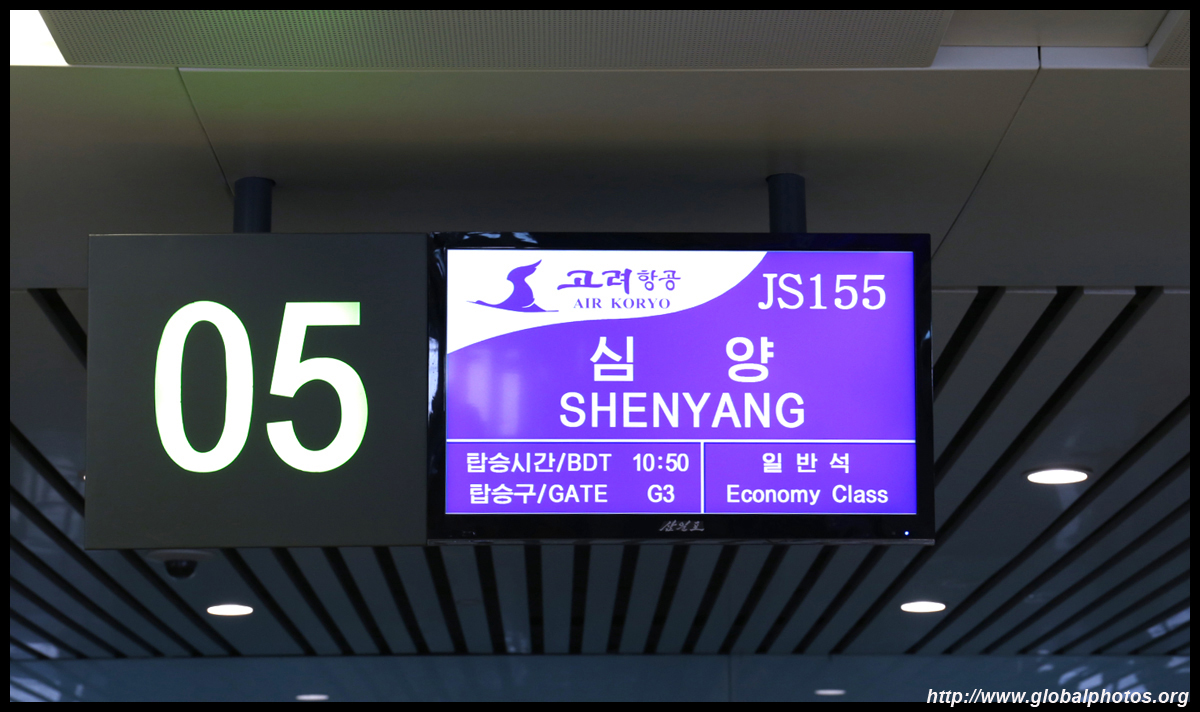 05
고려항공
AIR KORYO
JS155
심 양
SHENYANG
탑승시간/BDT 10:50
탑승구/GATE G3
일 반 석
Economy Class
http://www.globalphotos.org